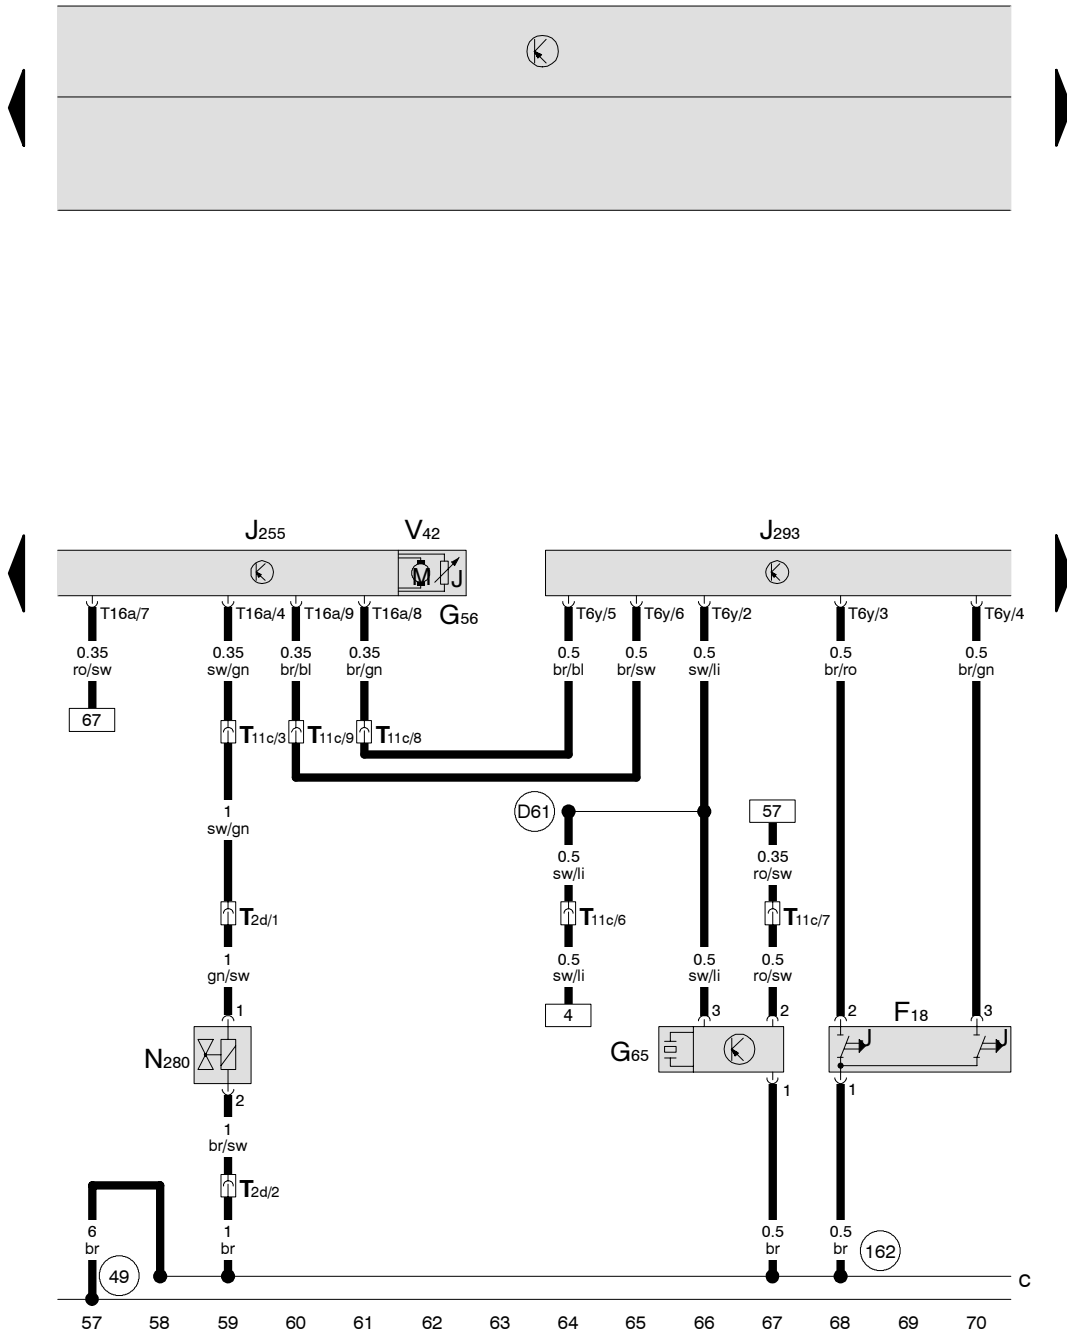 J255 V42 J293
M J
T16a/7 T16a/4 T16a/9 T16a/8 G56 T6y/5 T6y/6 T6y/2 T6y/3 T6y/4
0.35 0.35 0.35 0.35 0.5 0.5 0.5 0.5 0.5
ro/sw sw/gn br/bl br/gn br/bl br/sw sw/li br/ro br/gn
67
T11c/3 T11c/9 T11c/8
1 D61 57
sw/gn
0.5 0.35
sw/li ro/sw
T2d/1 T11c/6 T11c/7
1 0.5 0.5 0.5
gn/sw sw/li sw/li ro/sw
1 4 3 2 2 F18 3
N280 G65
2 1 1
1
br/sw
T2d/2
6 1 0.5 0.5
br br br br 162
49 C
57 58 59 60 61 62 63 64 65 66 67 68 69 70